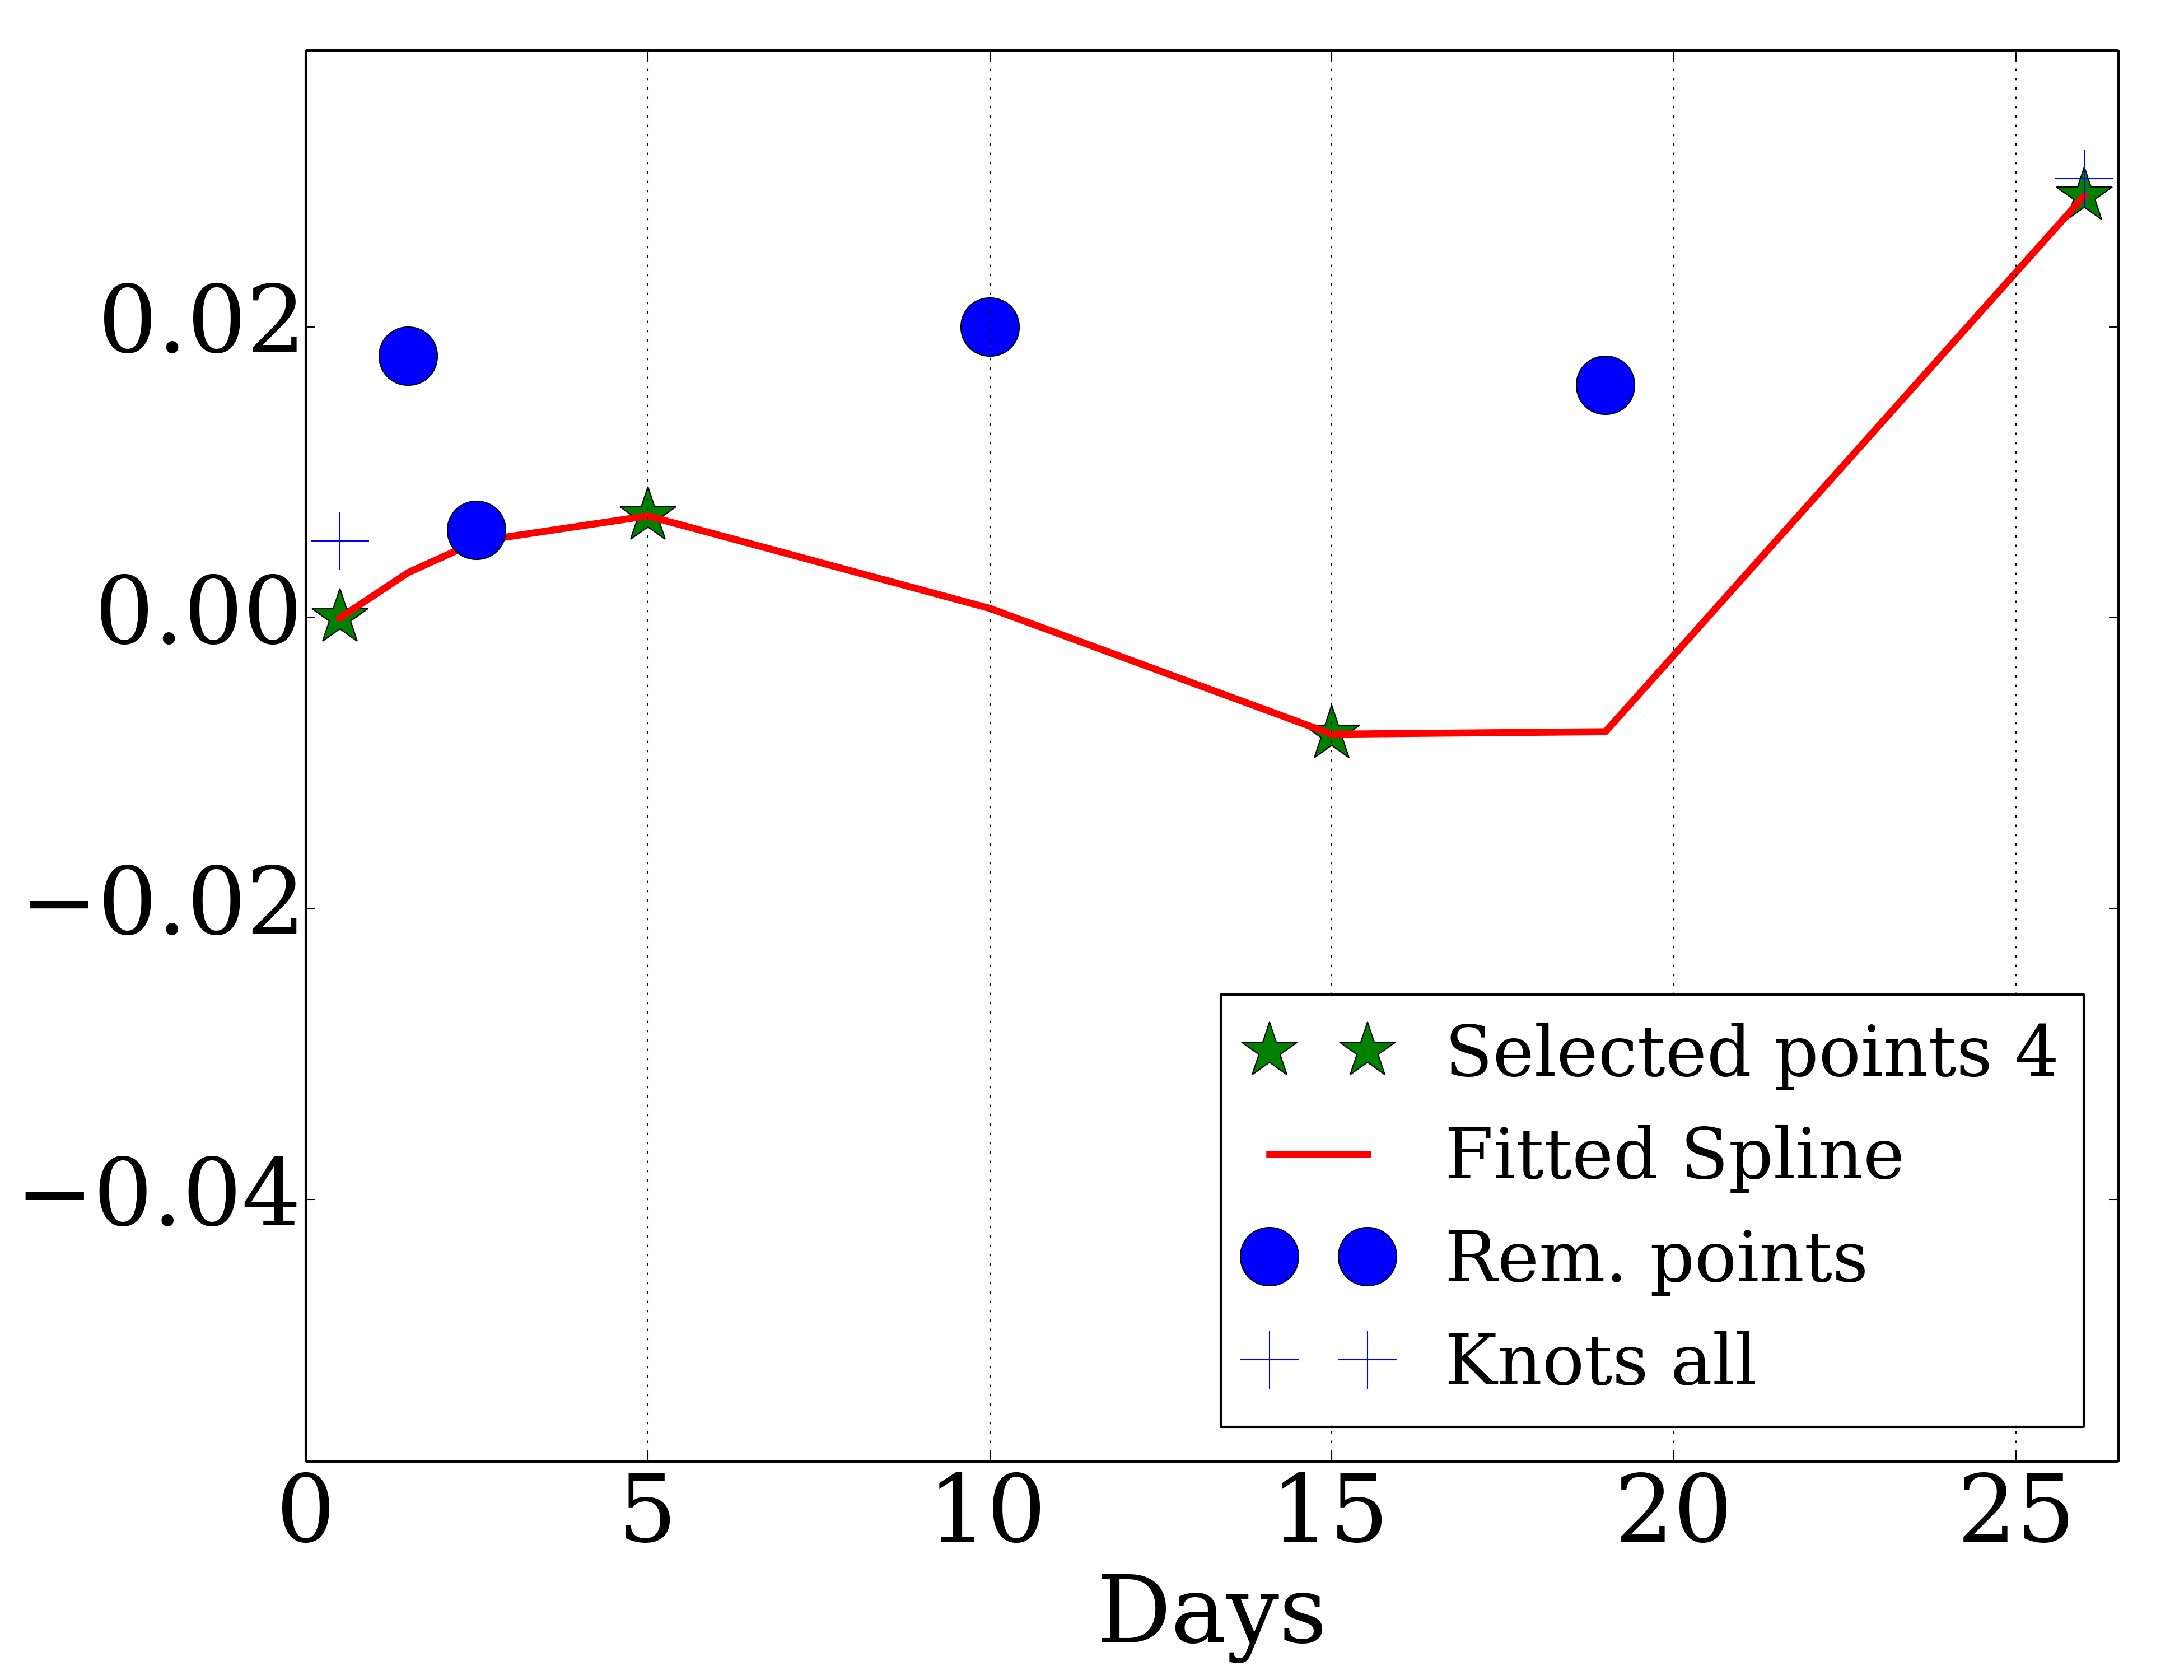 0.02
0.00
−0.02
−0.04
Selected points 4
Fitted Spline
Rem. points
Knots all
0 5 10 15 20 25
Days